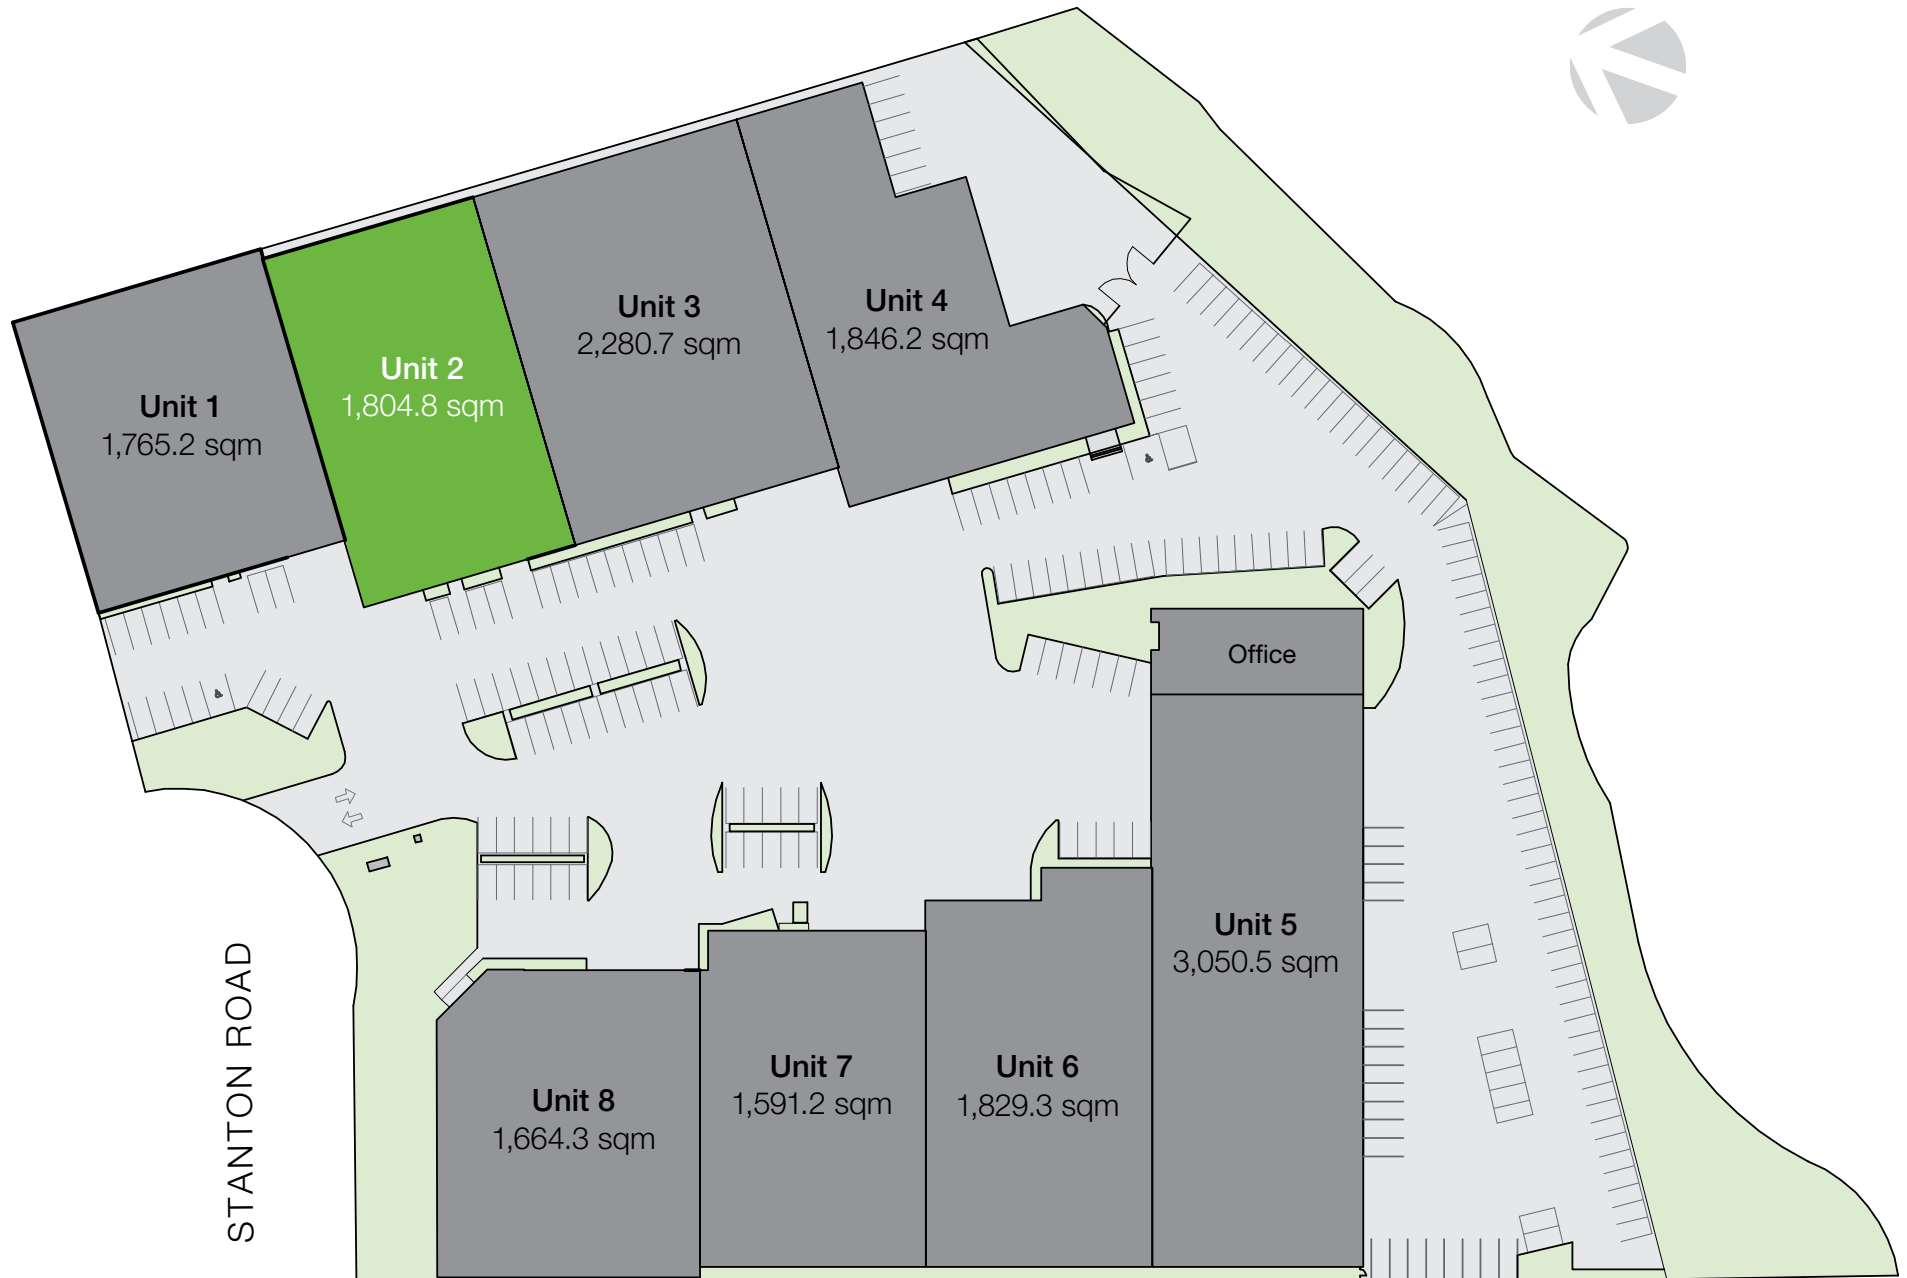 Unit 1
1,765.2 sqm
Unit 2
1,804.8 sqm
Unit 3
2,280.7 sqm
Unit 4
1,846.2 sqm
Office
Unit 5
3,050.5 sqm
Unit 6
1,829.3 sqm
Unit 7
1,591.2 sqm
Unit 8
1,664.3 sqm
STANTON ROAD